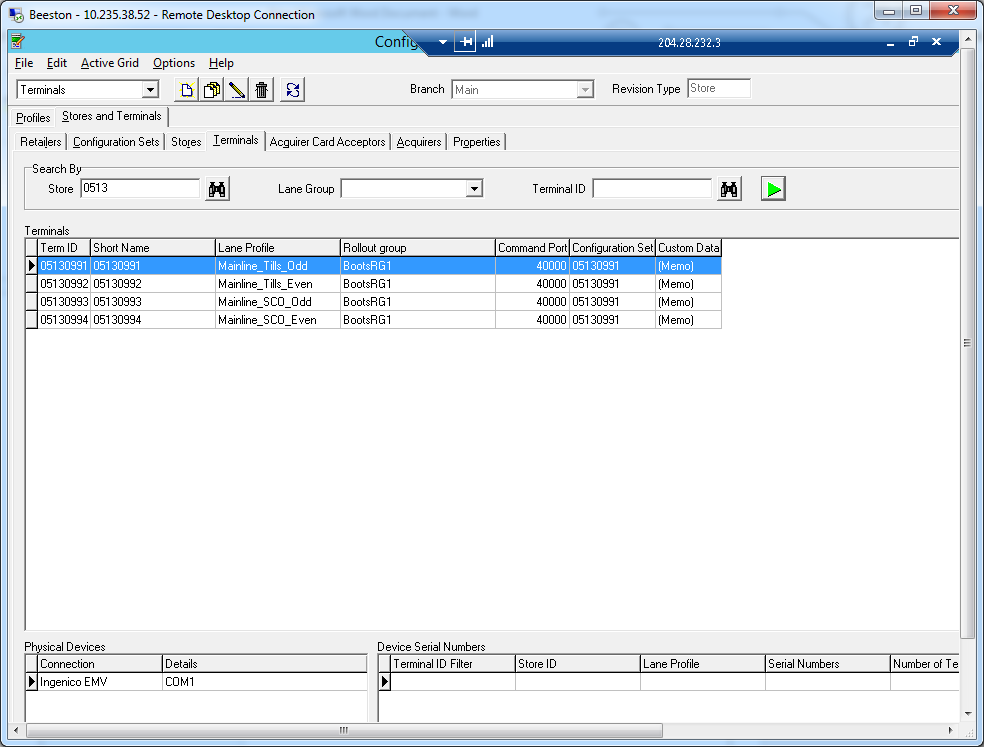 Beeston - 10.235.38.52 - Remote Desktop Connection
Config 204.28.232.3
File Edit Active Grid Options Help
Terminals Branch Main Revision Type Store
Profiles Stores and Terminals
Retailers Configuration Sets Stores Terminals Acquirer Card Acceptors Acquirers Properties
Search By
Store 0513 Lane Group Terminal ID
Terminals
Term ID Short Name Lane Profile Rollout group Command Port Configuration Set Custom Data
05130991 05130991 Mainline_Tills_Odd BootsRG1 40000 05130991 (Memo)
05130992 05130992 Mainline_Tills_Even BootsRG1 40000 05130991 (Memo)
05130993 05130993 Mainline_SCO_Odd BootsRG1 40000 05130991 (Memo)
05130994 05130994 Mainline_SCO_Even BootsRG1 40000 05130991 (Memo)
Physical Devices Device Serial Numbers
Connection Details Terminal ID Filter Store ID Lane Profile Serial Numbers Number of Te
Ingenico EMV COM1